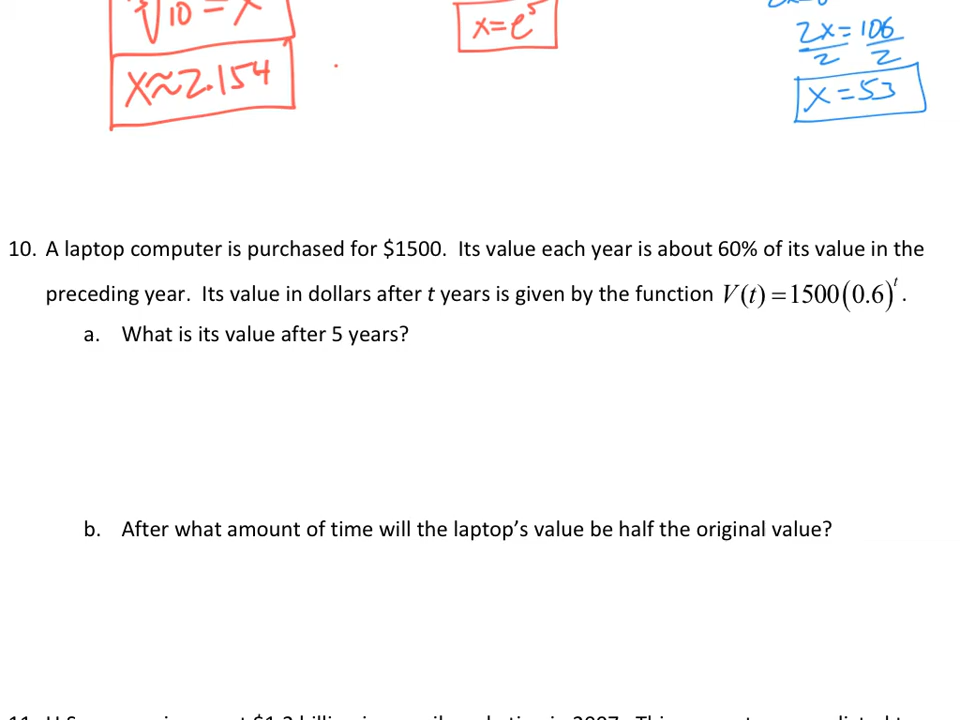 ∛10 = x
x=e⁵
2x = 106
2 2
x≈2.154
x=53
10. A laptop computer is purchased for $1500. Its value each year is about 60% of its value in the
preceding year. Its value in dollars after t years is given by the function V(t)=1500(0.6)ᵗ.
a. What is its value after 5 years?
b. After what amount of time will the laptop’s value be half the original value?